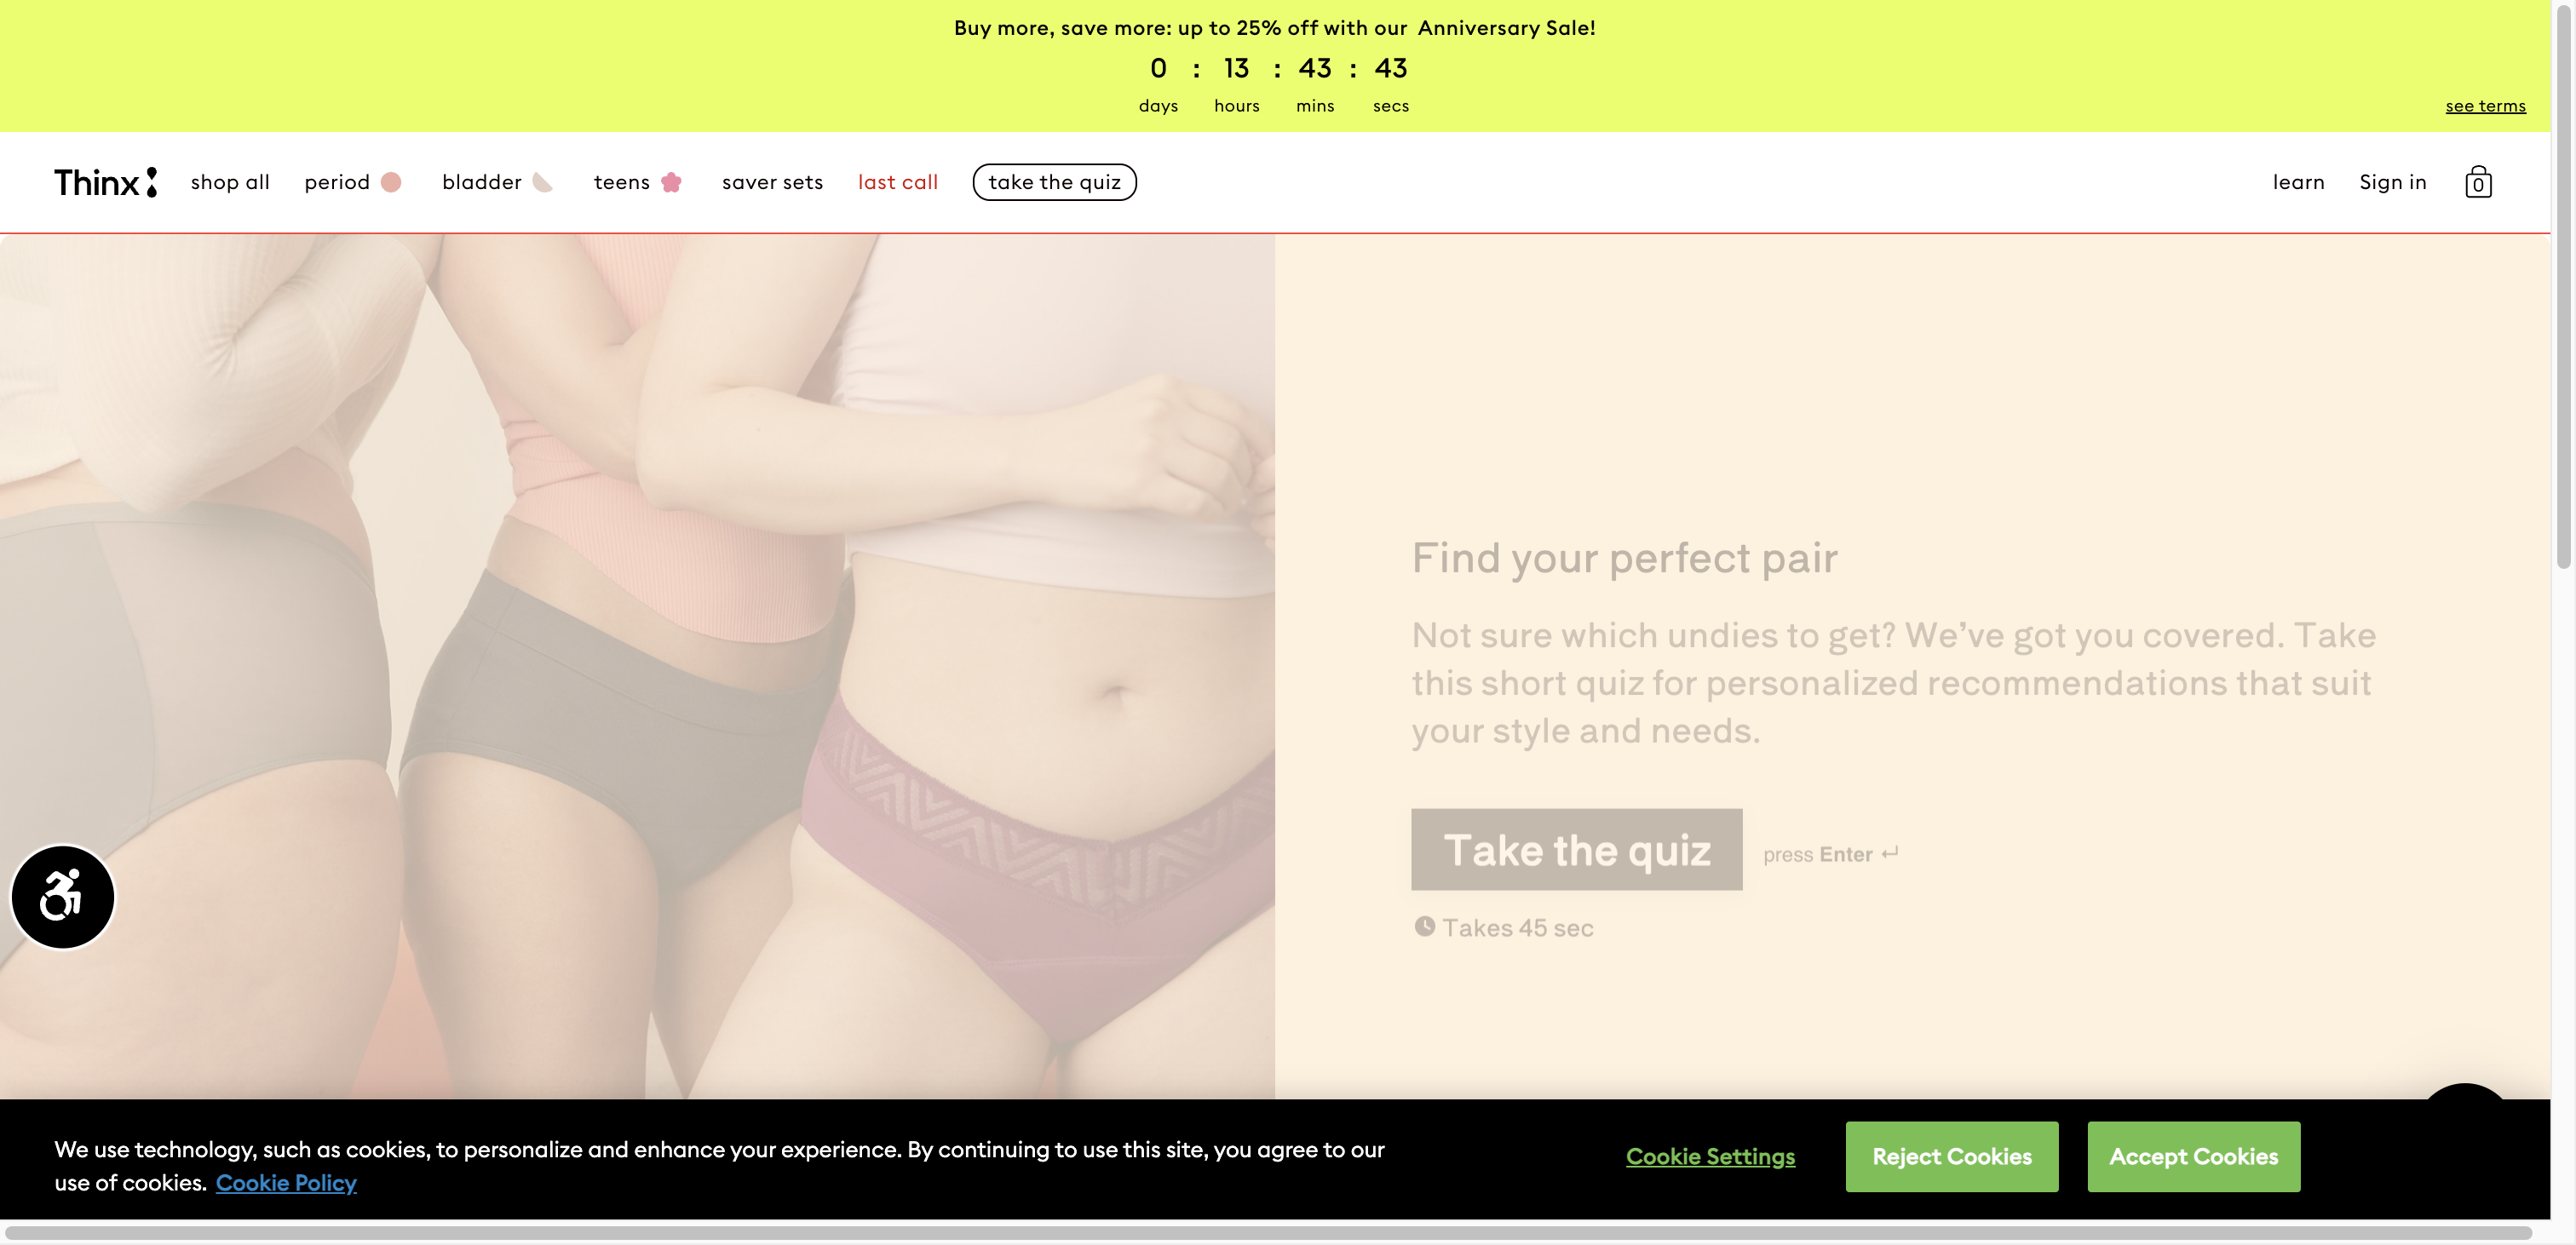 Buy more, save more: up to 25% off with our Anniversary Sale!
0 : 13 : 43 : 43
days hours mins secs
see terms
Thinx shop all period bladder teens saver sets last call take the quiz learn Sign in 0
Find your perfect pair
Not sure which undies to get? We’ve got you covered. Take
this short quiz for personalized recommendations that suit
your style and needs.
Take the quiz press Enter ↵
Takes 45 sec
We use technology, such as cookies, to personalize and enhance your experience. By continuing to use this site, you agree to our
use of cookies. Cookie Policy
Cookie Settings Reject Cookies Accept Cookies